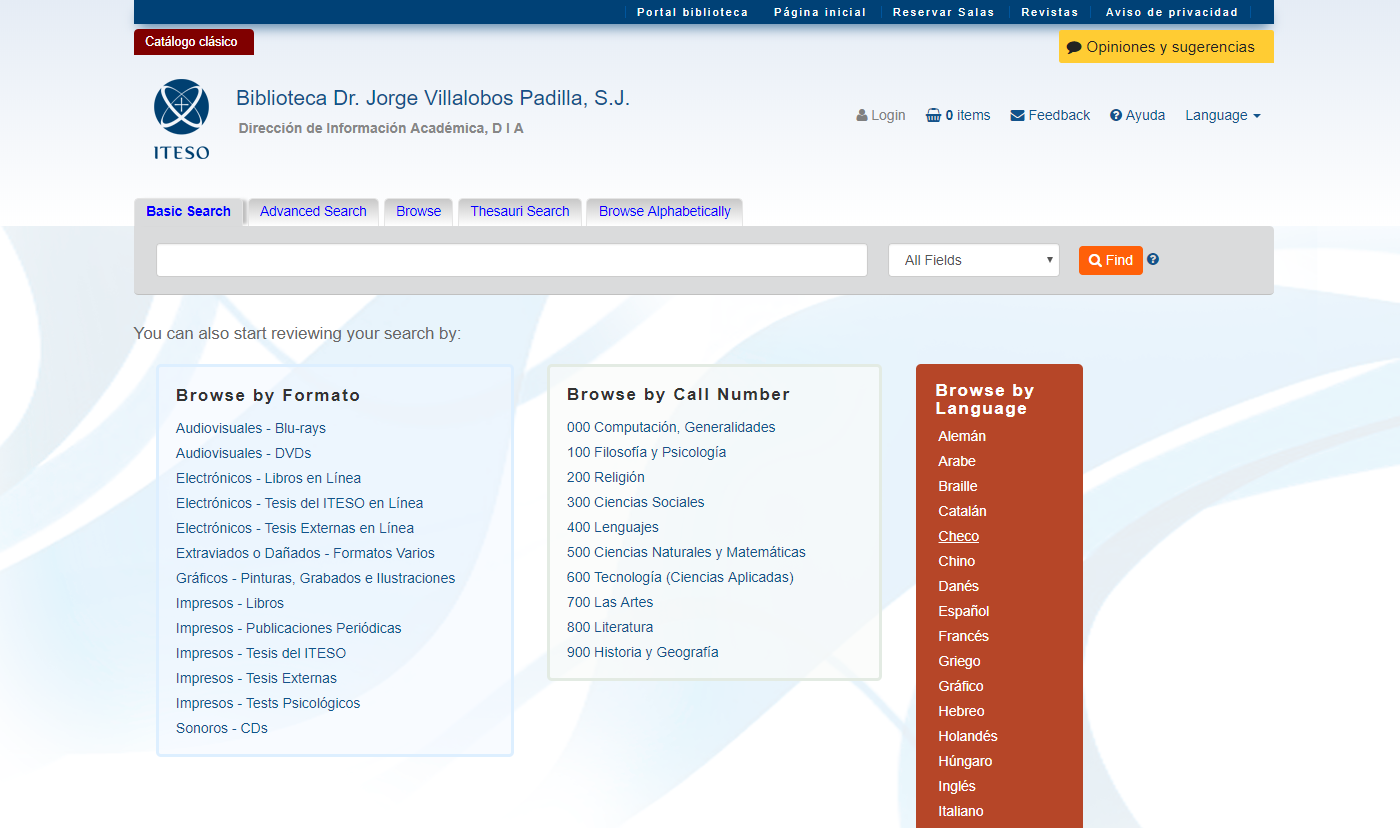 Portal biblioteca Página inicial Reservar Salas Revistas Aviso de privacidad
Catálogo clásico
Opiniones y sugerencias
Biblioteca Dr. Jorge Villalobos Padilla, S.J.
Dirección de Información Académica, D I A
ITESO
Login 0 items Feedback Ayuda Language
Basic Search Advanced Search Browse Thesauri Search Browse Alphabetically
All Fields Find
You can also start reviewing your search by:
Browse by Formato
Audiovisuales - Blu-rays
Audiovisuales - DVDs
Electrónicos - Libros en Línea
Electrónicos - Tesis del ITESO en Línea
Electrónicos - Tesis Externas en Línea
Extraviados o Dañados - Formatos Varios
Gráficos - Pinturas, Grabados e Ilustraciones
Impresos - Libros
Impresos - Publicaciones Periódicas
Impresos - Tesis del ITESO
Impresos - Tesis Externas
Impresos - Tests Psicológicos
Sonoros - CDs
Browse by Call Number
000 Computación, Generalidades
100 Filosofía y Psicología
200 Religión
300 Ciencias Sociales
400 Lenguajes
500 Ciencias Naturales y Matemáticas
600 Tecnología (Ciencias Aplicadas)
700 Las Artes
800 Literatura
900 Historia y Geografía
Browse by
Language
Alemán
Arabe
Braille
Catalán
Checo
Chino
Danés
Español
Francés
Griego
Gráfico
Hebreo
Holandés
Húngaro
Inglés
Italiano